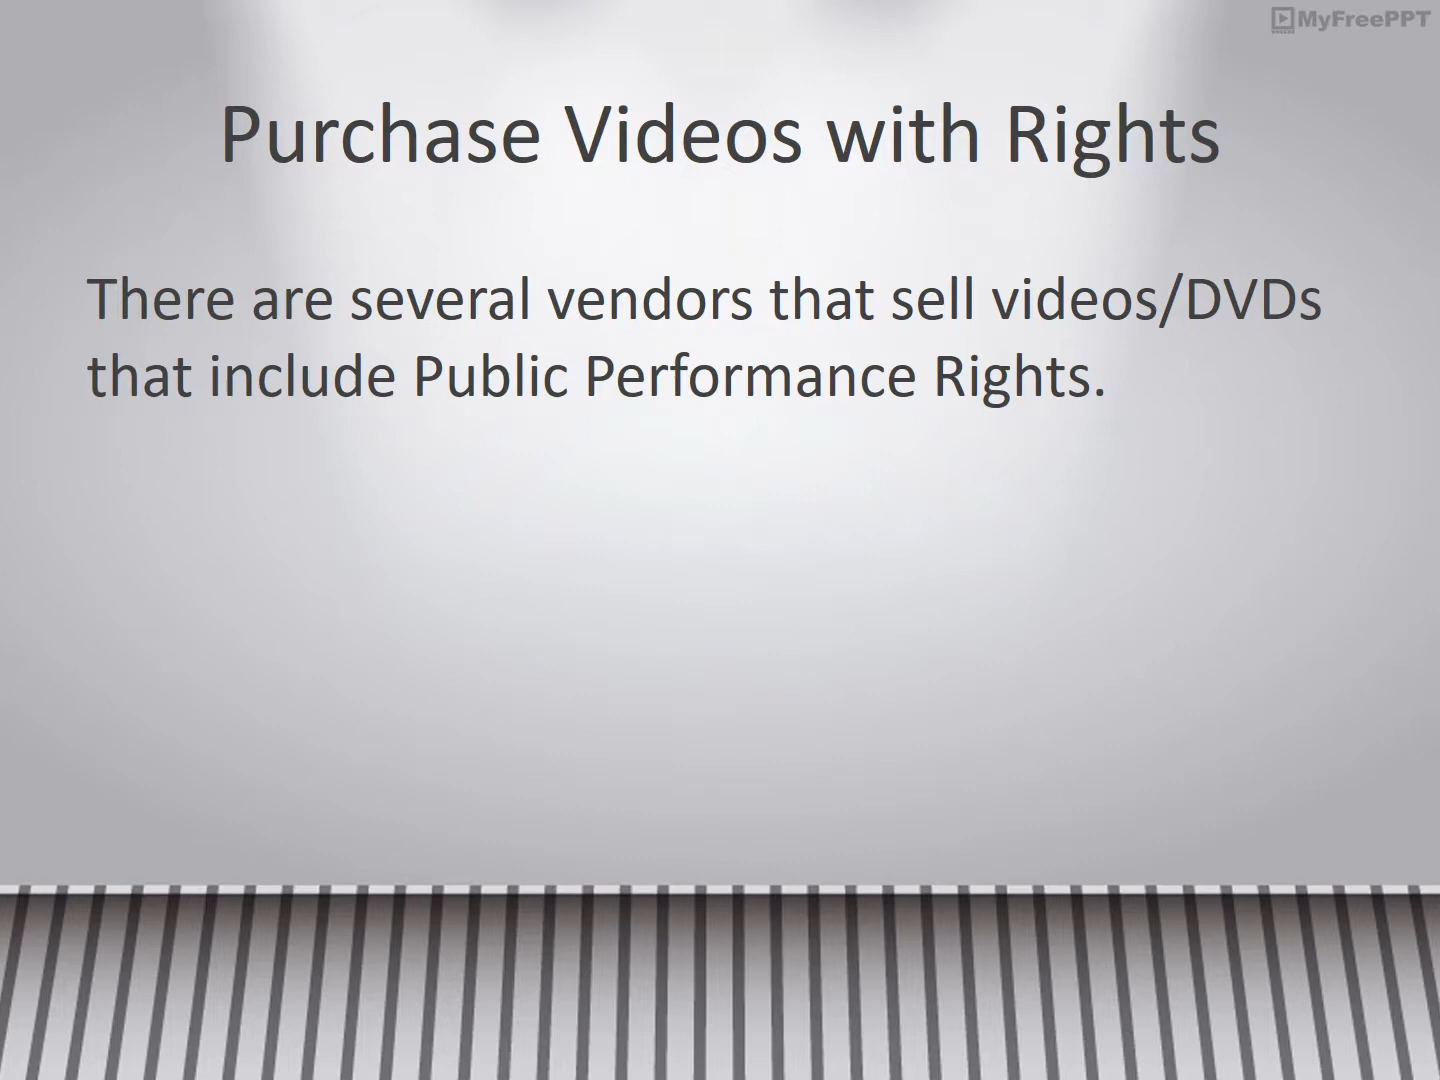 MyFreePPT
Purchase Videos with Rights
There are several vendors that sell videos/DVDs
that include Public Performance Rights.